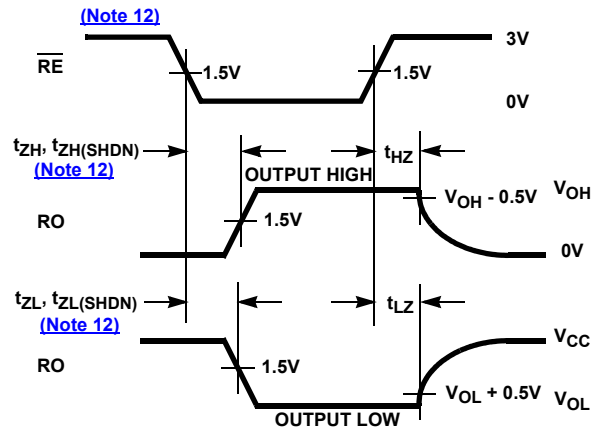 (Note 12)
RE
1.5V
1.5V
3V
0V
tZH, tZH(SHDN)
(Note 12)
OUTPUT HIGH
tHZ
RO
1.5V
VOH - 0.5V
VOH
0V
tZL, tZL(SHDN)
(Note 12)
tLZ
RO
1.5V
OUTPUT LOW
VCC
VOL + 0.5V
VOL